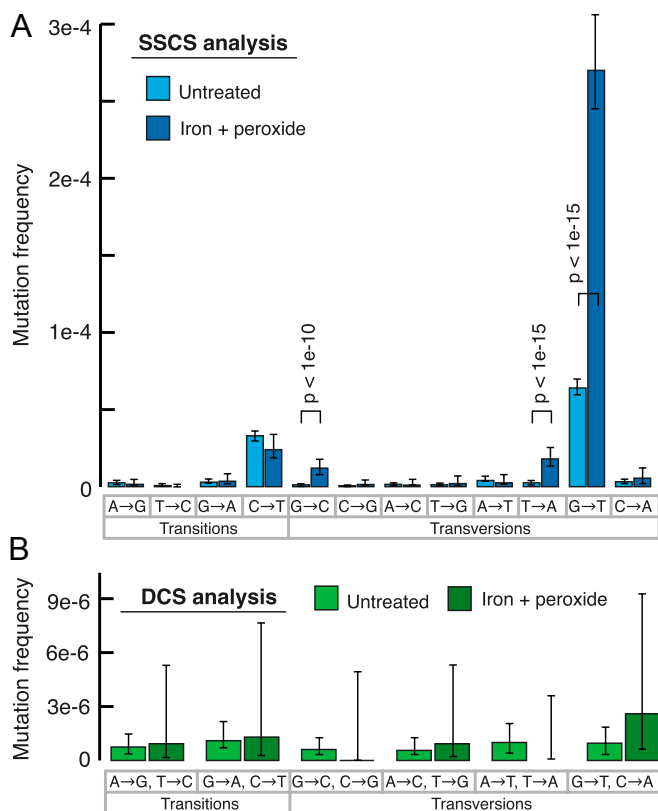 A
SSCS analysis
Untreated
Iron + peroxide
Mutation frequency
3e-4
2e-4
1e-4
0
p < 1e-10
p < 1e-15
p < 1e-15
A→G T→C G→A C→T G→C C→G A→C T→G A→T T→A G→T C→A
Transitions Transversions
B
DCS analysis
Untreated
Iron + peroxide
Mutation frequency
9e-6
6e-6
3e-6
0
A→G, T→C G→A, C→T G→C, C→G A→C, T→G A→T, T→A G→T, C→A
Transitions Transversions